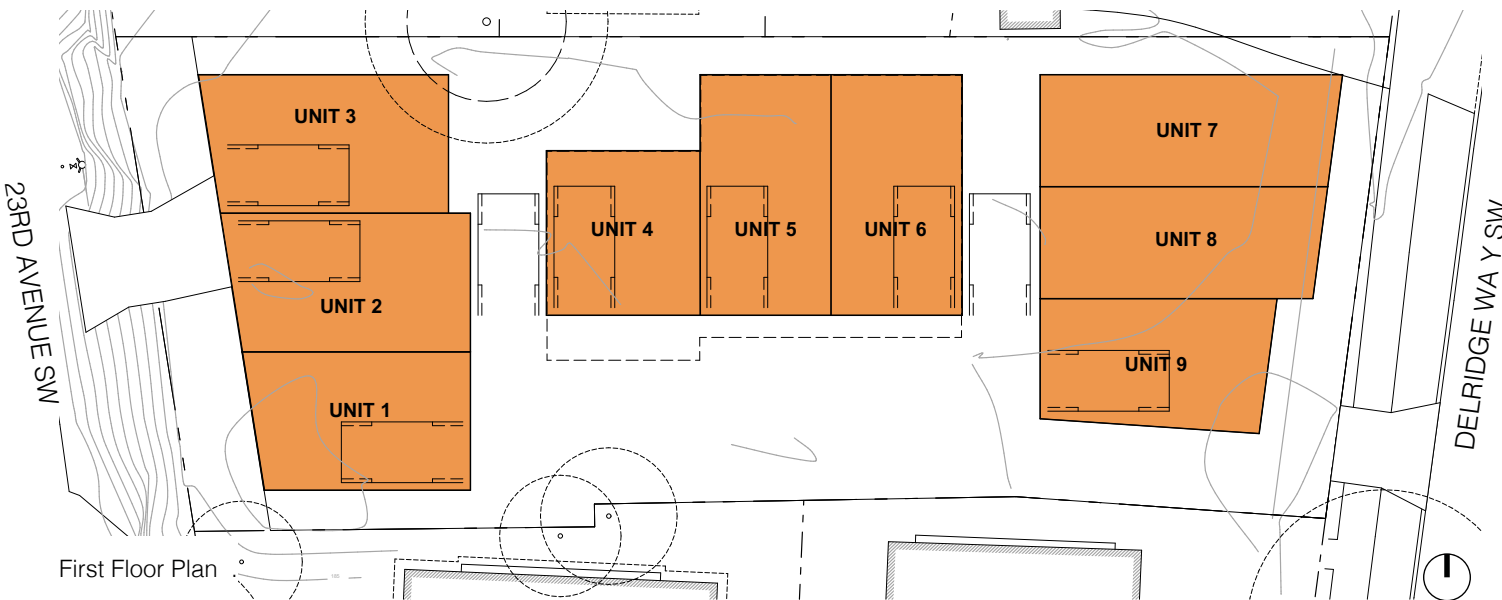 UNIT 3
UNIT 7
23RD AVENUE SW
UNIT 4
UNIT 5
UNIT 6
UNIT 8
DELRIDGE WA Y SW
UNIT 2
UNIT 9
UNIT 1
First Floor Plan